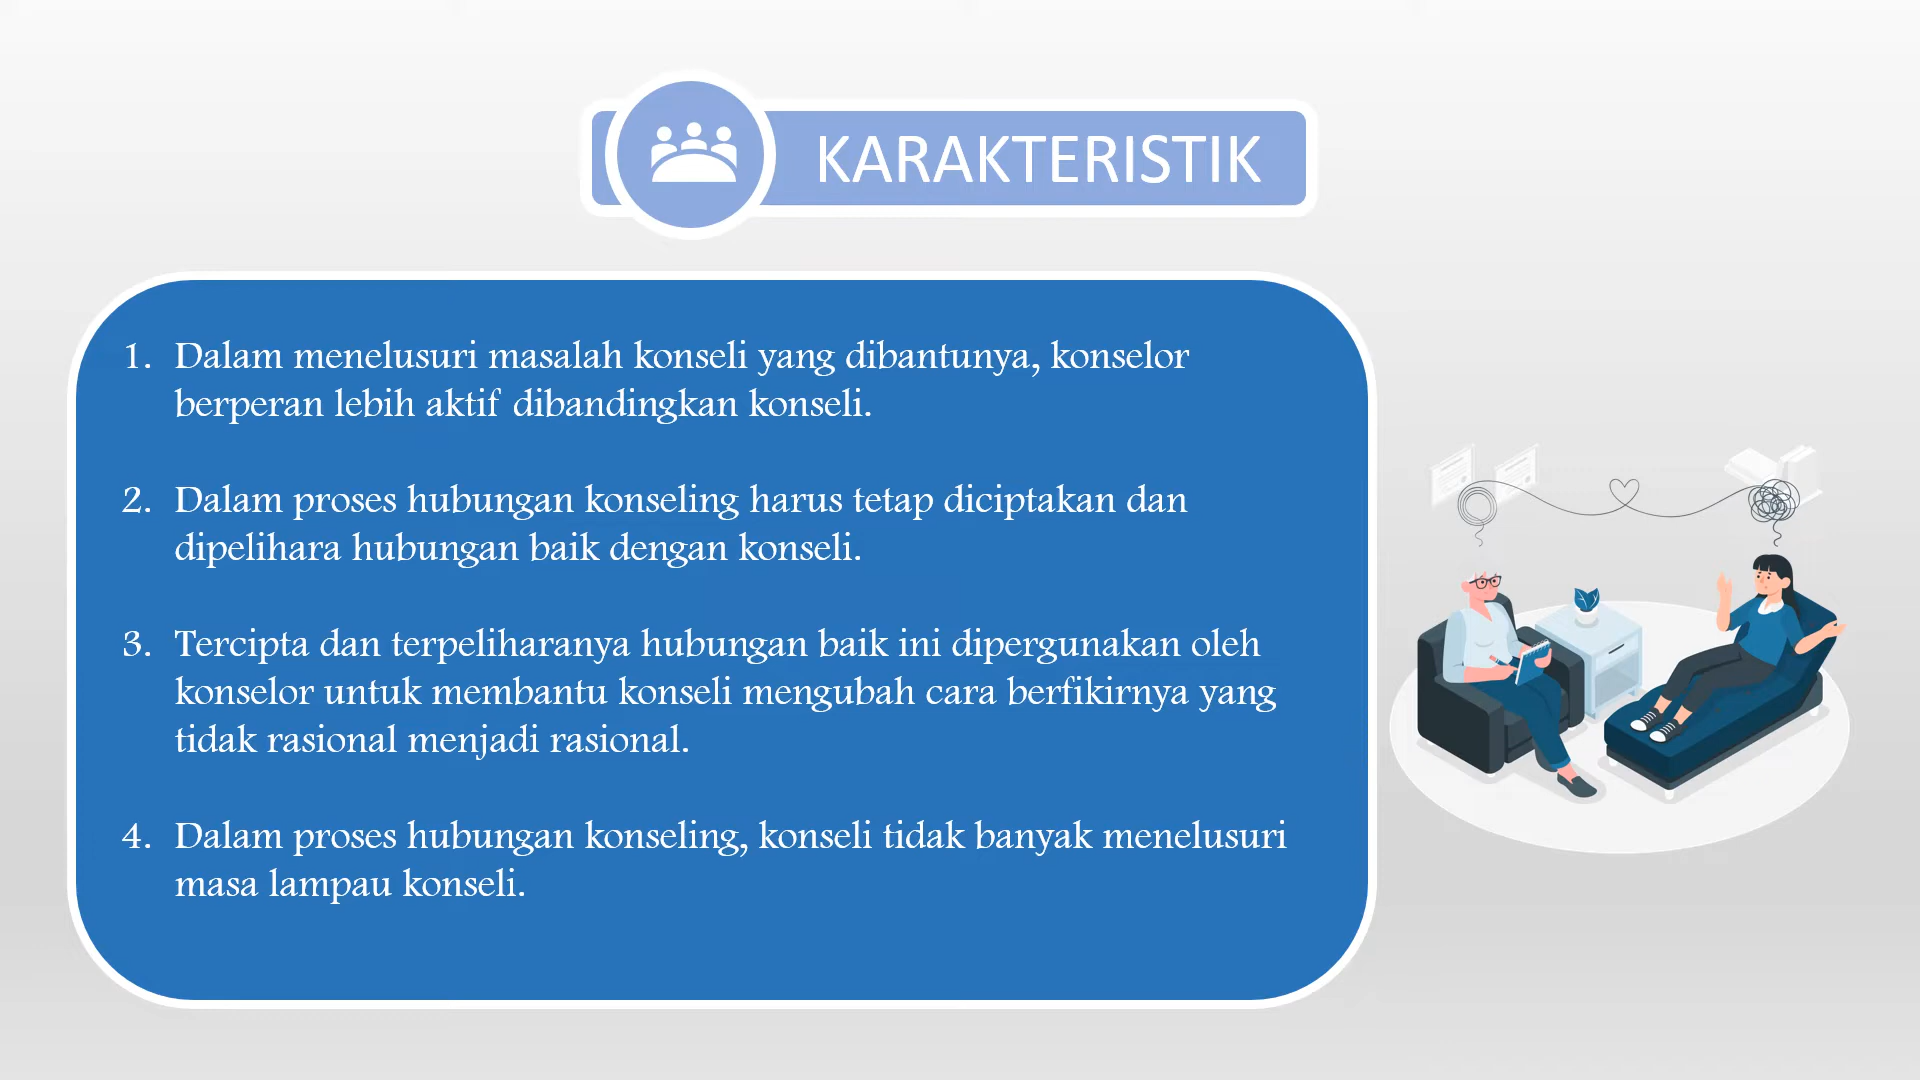 KARAKTERISTIK
1. Dalam menelusuri masalah konseli yang dibantunya, konselor
berperan lebih aktif dibandingkan konseli.
2. Dalam proses hubungan konseling harus tetap diciptakan dan
dipelihara hubungan baik dengan konseli.
3. Tercipta dan terpeliharanya hubungan baik ini dipergunakan oleh
konselor untuk membantu konseli mengubah cara berfikirnya yang
tidak rasional menjadi rasional.
4. Dalam proses hubungan konseling, konseli tidak banyak menelusuri
masa lampau konseli.